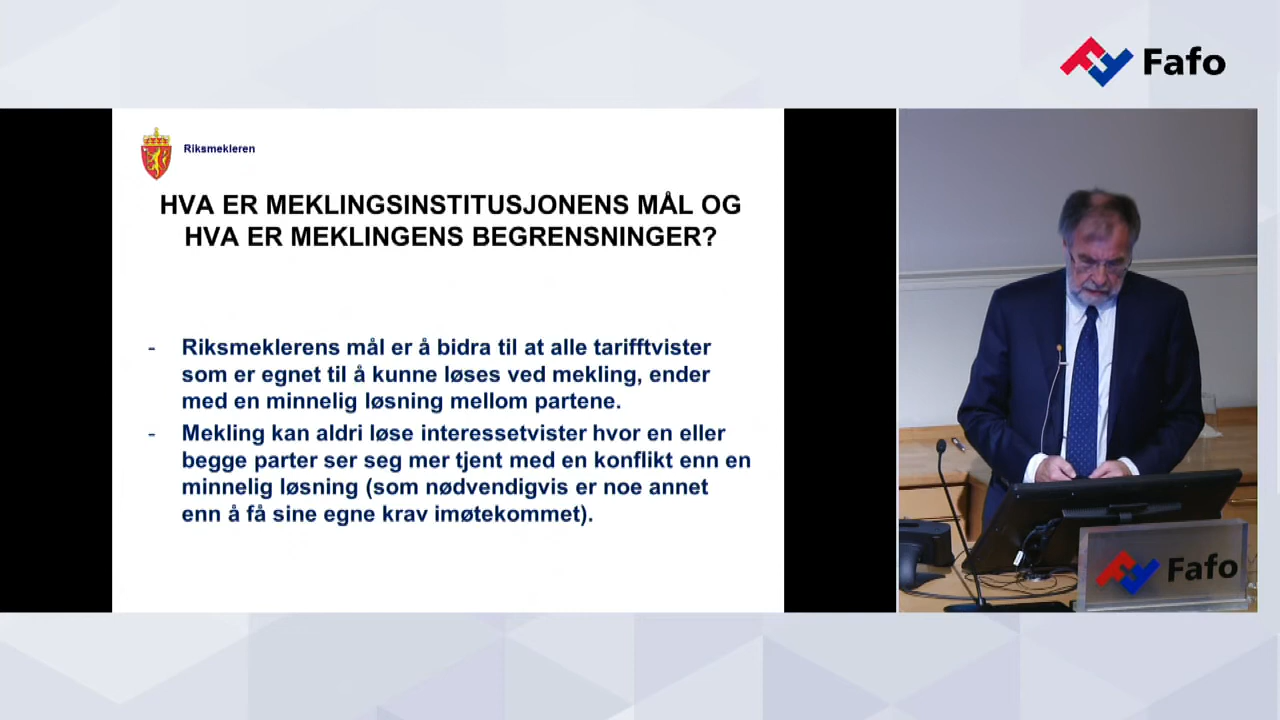 Fafo
Riksmekleren
HVA ER MEKLINGSINSTITUSJONENS MÅL OG
HVA ER MEKLINGENS BEGRENSNINGER?
- Riksmeklerens mål er å bidra til at alle tarifftvister
som er egnet til å kunne løses ved mekling, ender
med en minnelig løsning mellom partene.
- Mekling kan aldri løse interessetvister hvor en eller
begge parter ser seg mer tjent med en konflikt enn en
minnelig løsning (som nødvendigvis er noe annet
enn å få sine egne krav imøtekommet).
Fafo